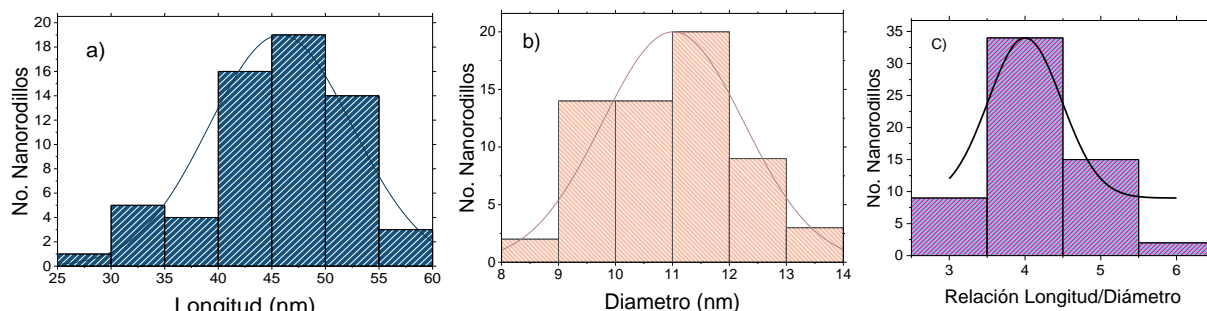 a)
No. Nanorodillos
20
18
16
14
12
10
8
6
4
2
0
25 30 35 40 45 50 55 60
Longitud (nm)
b)
No. Nanorodillos
20
15
10
5
0
8 9 10 11 12 13 14
Diametro (nm)
C)
No. Nanorodillos
35
30
25
20
15
10
5
0
3 4 5 6
Relación Longitud/Diámetro